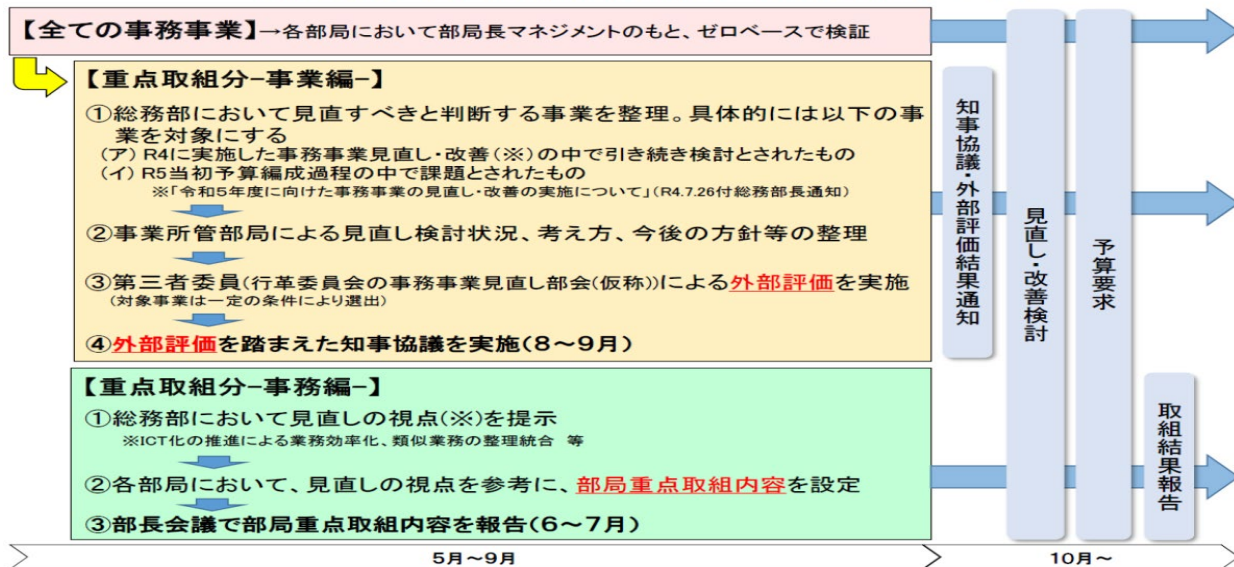 【全ての事務事業】→各部局において部局長マネジメントのもと、ゼロベースで検証
【重点取組分-事業編-】
①総務部において見直すべきと判断する事業を整理。具体的には以下の事
業を対象にする
(ア) R4に実施した事務事業見直し・改善(※)の中で引き続き検討とされたもの
(イ) R5当初予算編成過程の中で課題とされたもの
※「令和5年度に向けた事務事業の見直し・改善の実施について」(R4.7.26付総務部長通知)
②事業所管部局による見直し検討状況、考え方、今後の方針等の整理
③第三者委員(行革委員会の事務事業見直し部会(仮称))による外部評価を実施
(対象事業は一定の条件により選出)
④外部評価を踏まえた知事協議を実施(8～9月)
【重点取組分-事務編-】
①総務部において見直しの視点(※)を提示
※ICT化の推進による業務効率化、類似業務の整理統合 等
②各部局において、見直しの視点を参考に、部局重点取組内容を設定
③部長会議で部局重点取組内容を報告(6～7月)
知事協議・外部評価結果通知
見直し・改善検討
予算要求
取組結果報告
5月～9月
10月～